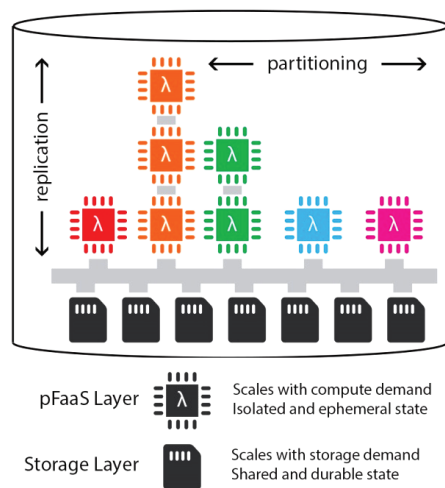 partitioning
replication
λ
λ λ
λ λ λ λ λ
pFaaS Layer λ Scales with compute demand
Isolated and ephemeral state
Storage Layer Scales with storage demand
Shared and durable state